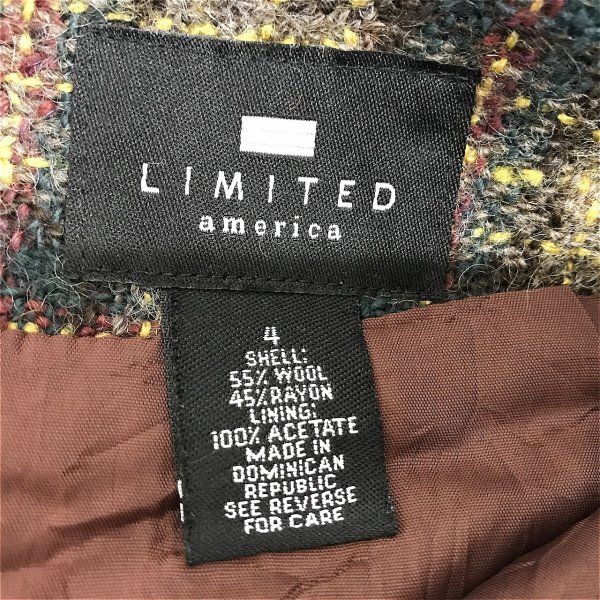 LIMITED
america
4
SHELL:
55% WOOL
45% RAYON
LINING:
100% ACETATE
MADE IN
DOMINICAN
REPUBLIC
SEE REVERSE
FOR CARE